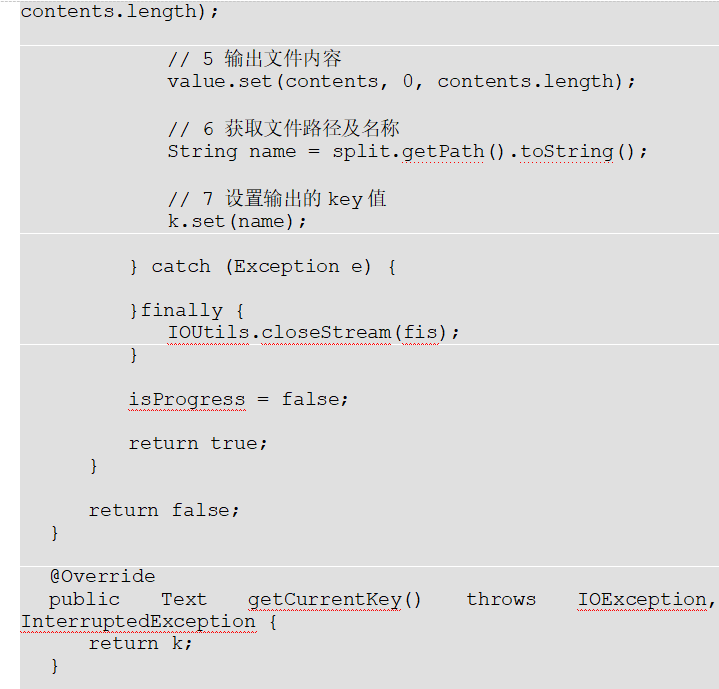 contents.length);
// 5 输出文件内容
value.set(contents, 0, contents.length);
// 6 获取文件路径及名称
String name = split.getPath().toString();
// 7 设置输出的 key 值
k.set(name);
} catch (Exception e) {
}finally {
IOUtils.closeStream(fis);
}
isProgress = false;
return true;
}
return false;
}
@Override
public Text getCurrentKey() throws IOException,
InterruptedException {
return k;
}